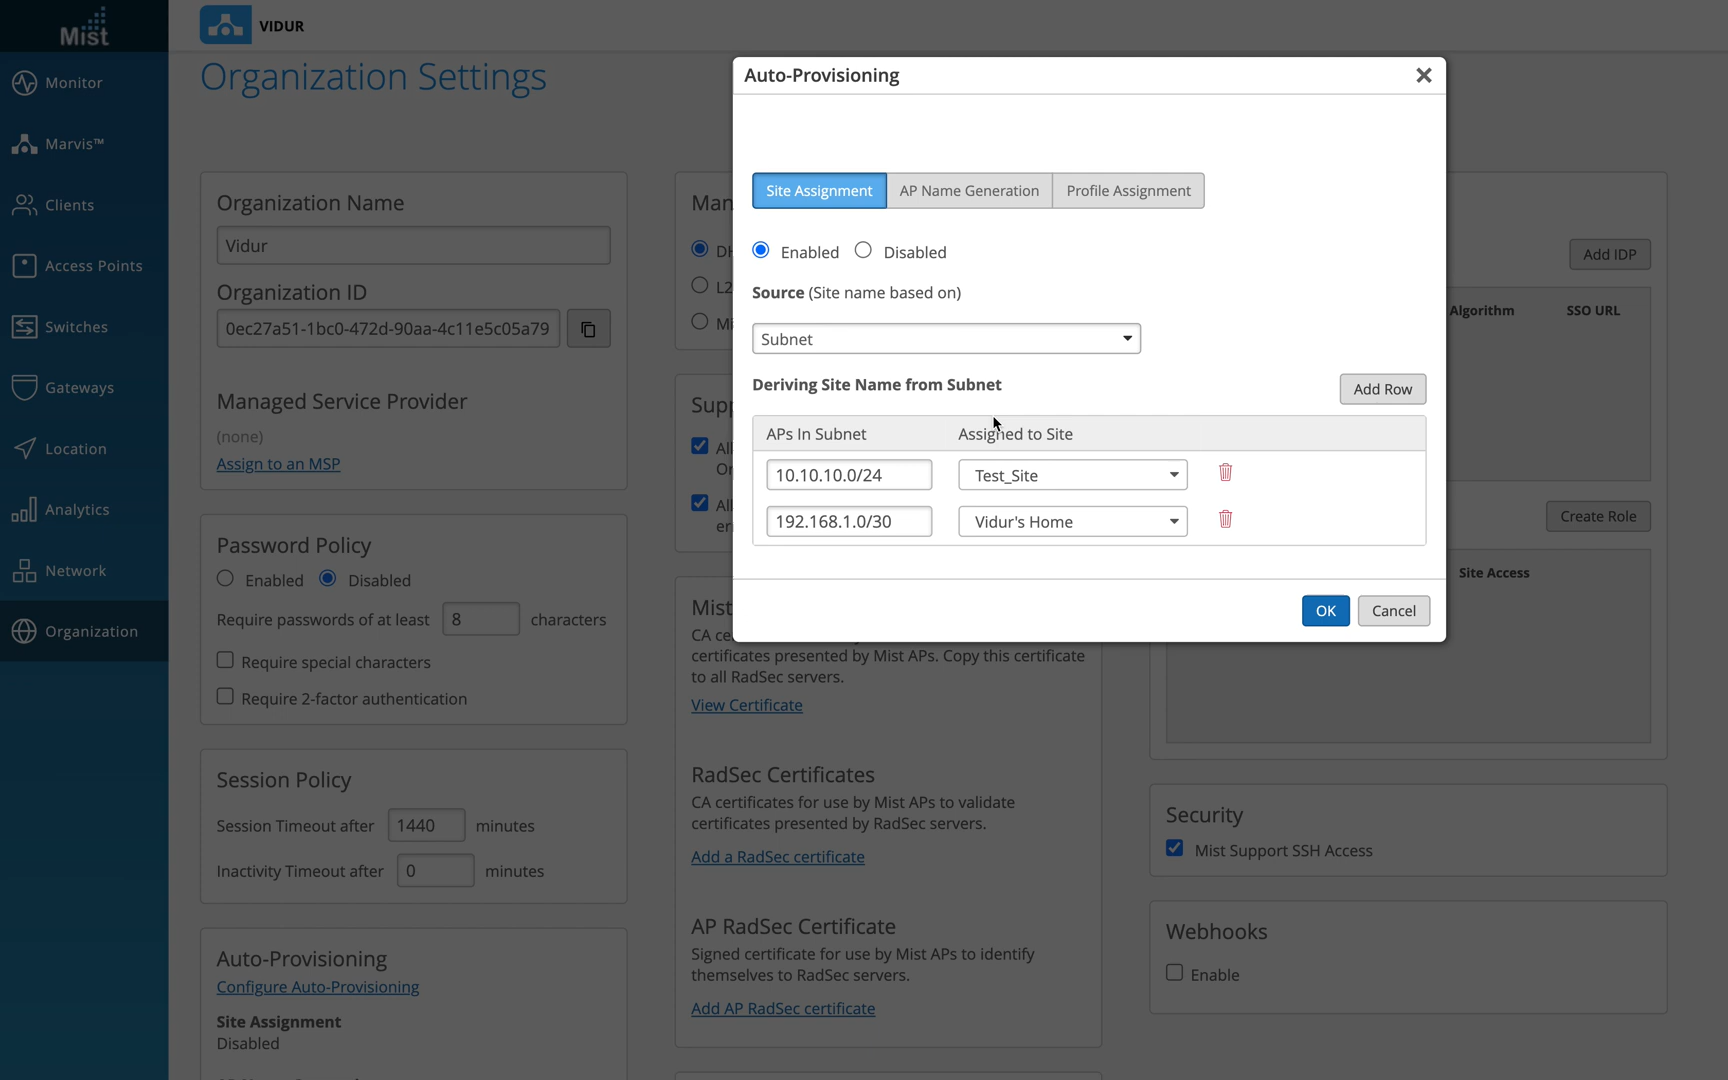 Mist
VIDUR
Monitor
Marvis™
Clients
Access Points
Switches
Gateways
Location
Analytics
Network
Organization
Organization Settings
Organization Name
Vidur
Organization ID
0ec27a51-1bc0-472d-90aa-4c11e5c05a79
Managed Service Provider
(none)
Assign to an MSP
Password Policy
Enabled Disabled
Require passwords of at least 8 characters
Require special characters
Require 2-factor authentication
Session Policy
Session Timeout after 1440 minutes
Inactivity Timeout after 0 minutes
Auto-Provisioning
Configure Auto-Provisioning
Site Assignment
Disabled
Auto-Provisioning
Site Assignment AP Name Generation Profile Assignment
Enabled Disabled
Source (Site name based on)
Subnet
Deriving Site Name from Subnet Add Row
APs In Subnet Assigned to Site
10.10.10.0/24 Test_Site
192.168.1.0/30 Vidur's Home
OK Cancel
Man
DH
L2
Mi
Supp
All
Or
All
er
Mist
CA ce
certificates presented by Mist APs. Copy this certificate
to all RadSec servers.
View Certificate
RadSec Certificates
CA certificates for use by Mist APs to validate
certificates presented by RadSec servers.
Add a RadSec certificate
AP RadSec Certificate
Signed certificate for use by Mist APs to identify
themselves to RadSec servers.
Add AP RadSec certificate
Add IDP
Algorithm SSO URL
Create Role
Site Access
Security
Mist Support SSH Access
Webhooks
Enable